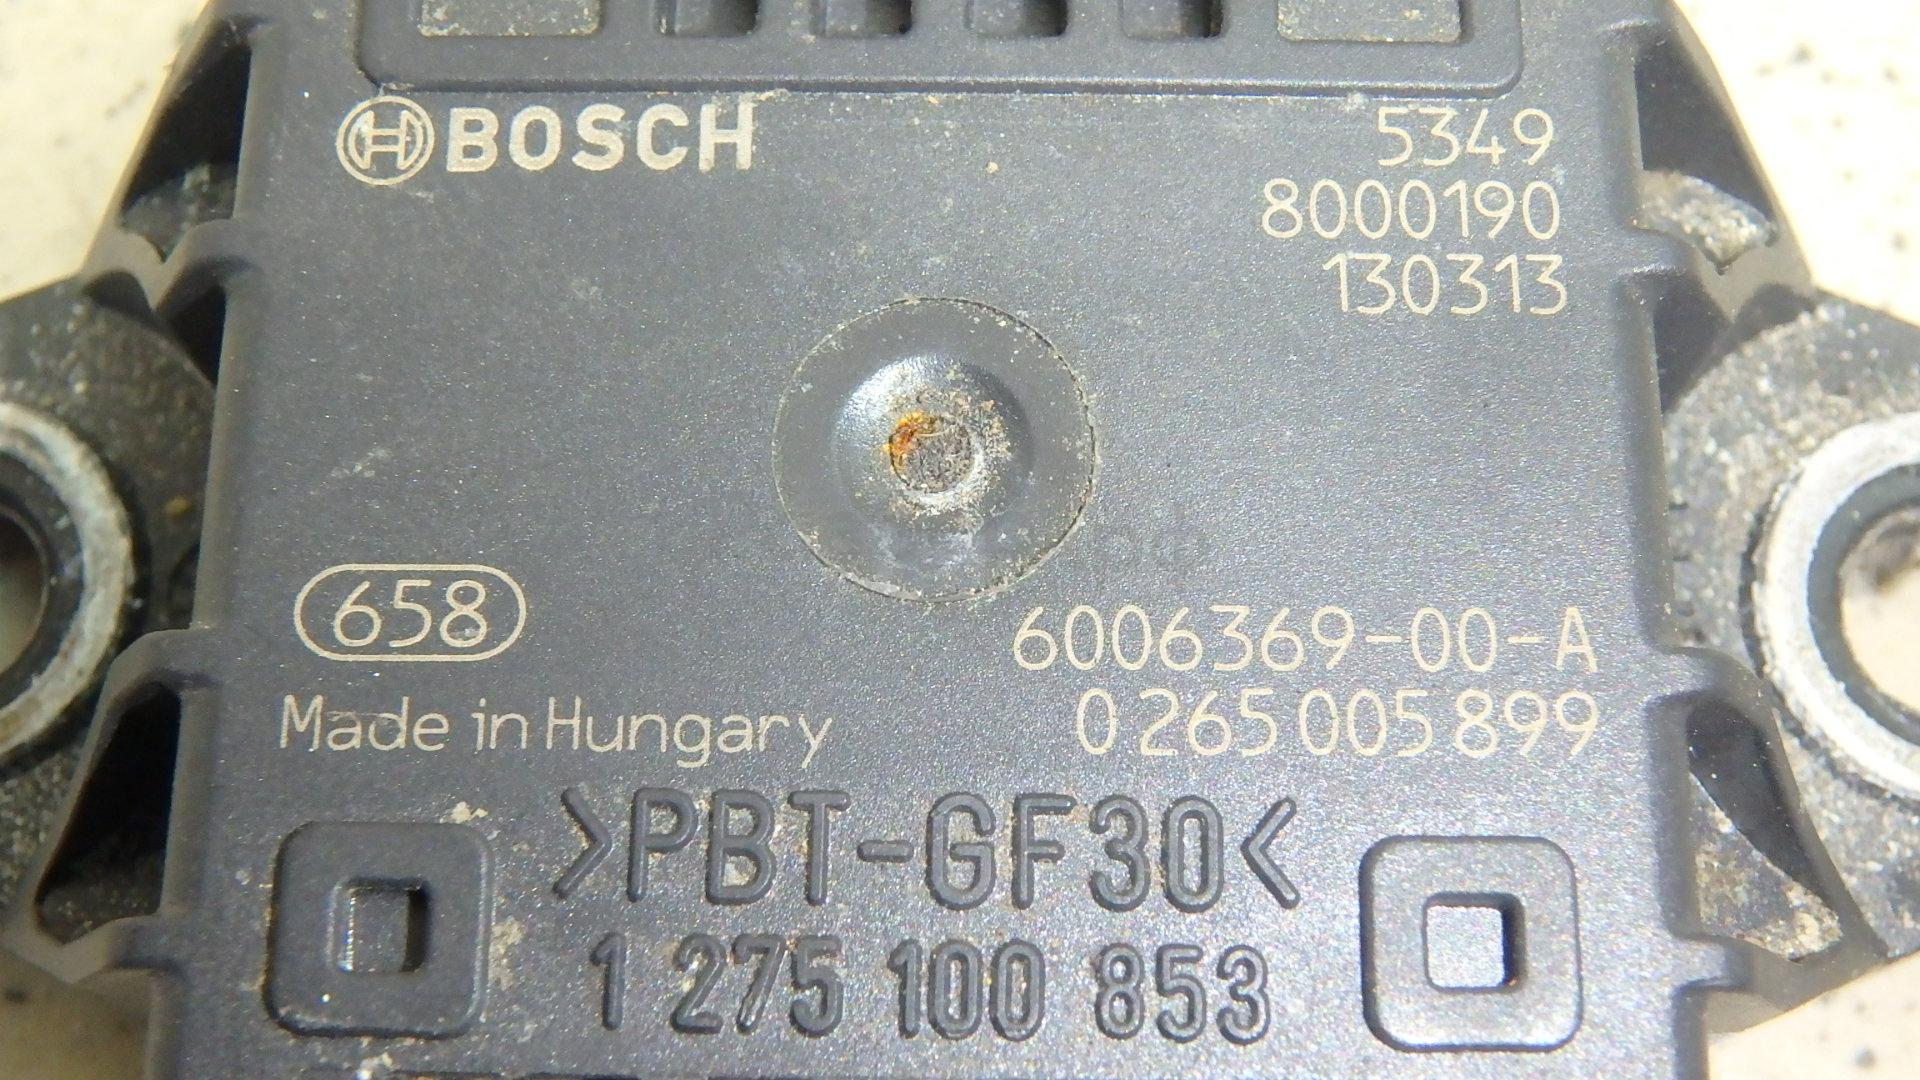 BOSCH
5349
8000190
130313
658
6006369-00-A
Made in Hungary
0 265 005 899
>PBT-GF30<
1 275 100 853